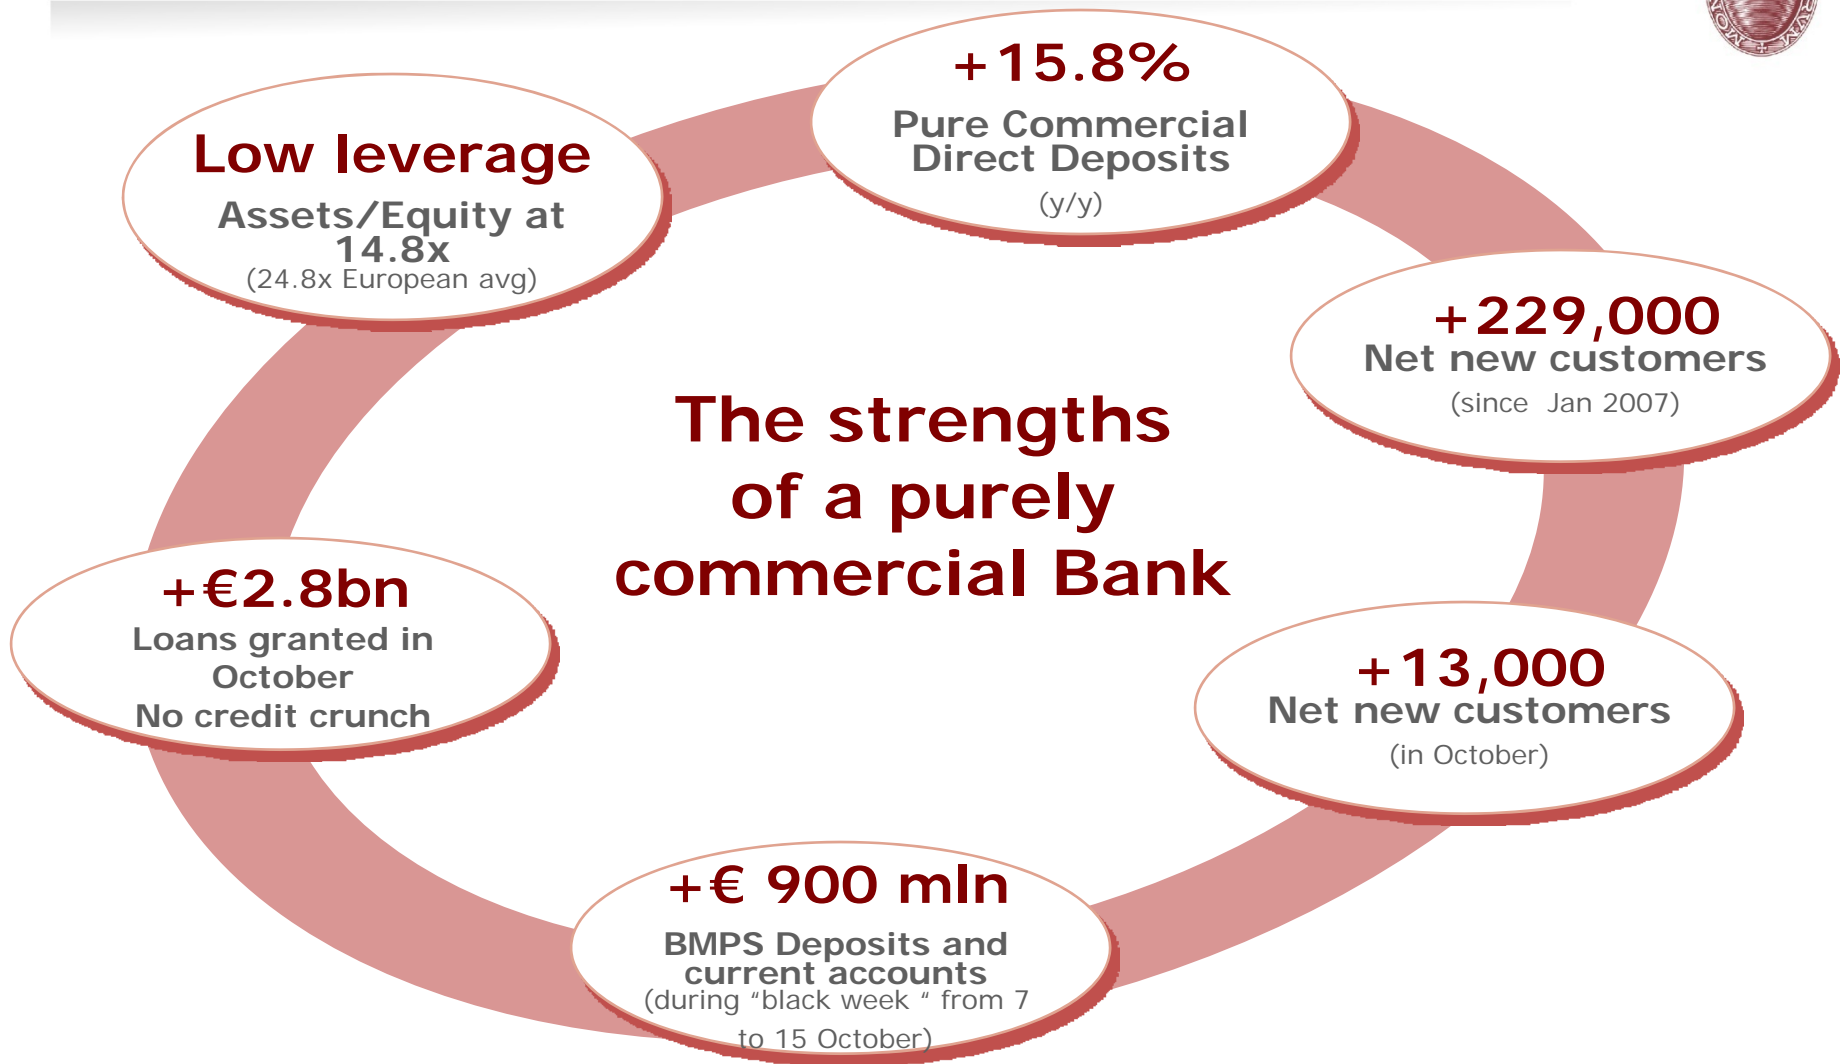 +15.8%
Pure Commercial
Direct Deposits
(y/y)
Low leverage
Assets/Equity at
14.8x
(24.8x European avg)
+229,000
Net new customers
(since Jan 2007)
The strengths
of a purely
commercial Bank
+€2.8bn
Loans granted in
October
No credit crunch
+13,000
Net new customers
(in October)
+€ 900 mln
BMPS Deposits and
current accounts
(during “black week “ from 7
to 15 October)